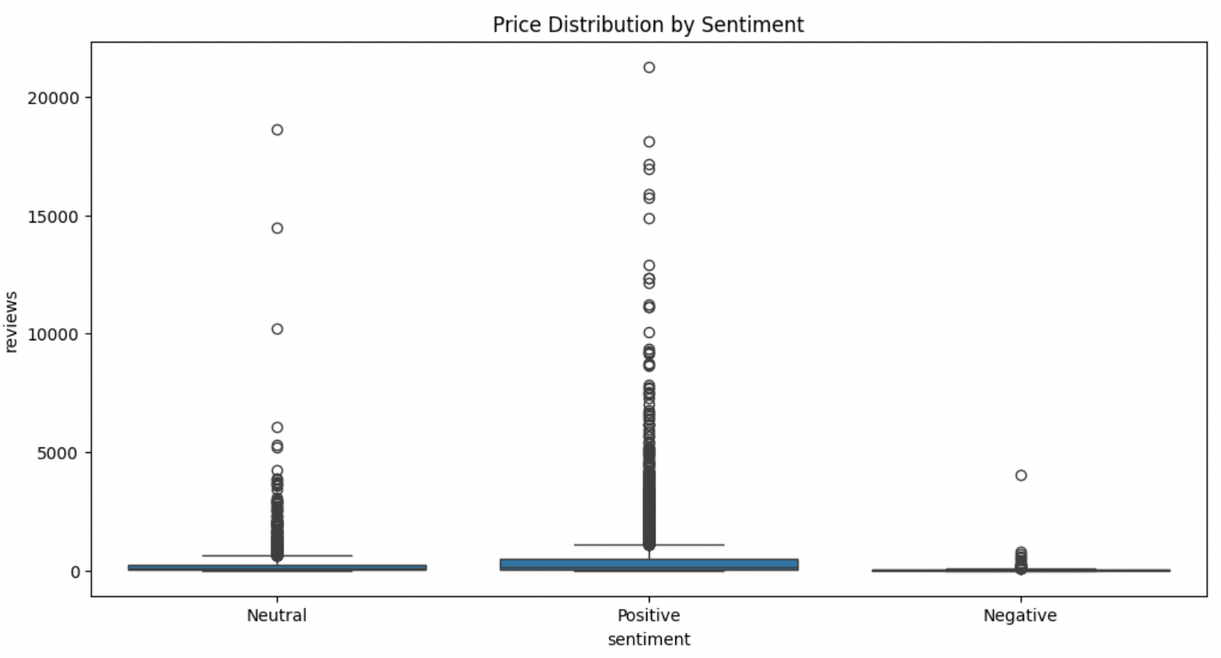 Price Distribution by Sentiment
20000
15000
10000
5000
0
reviews
Neutral
Positive
Negative
sentiment